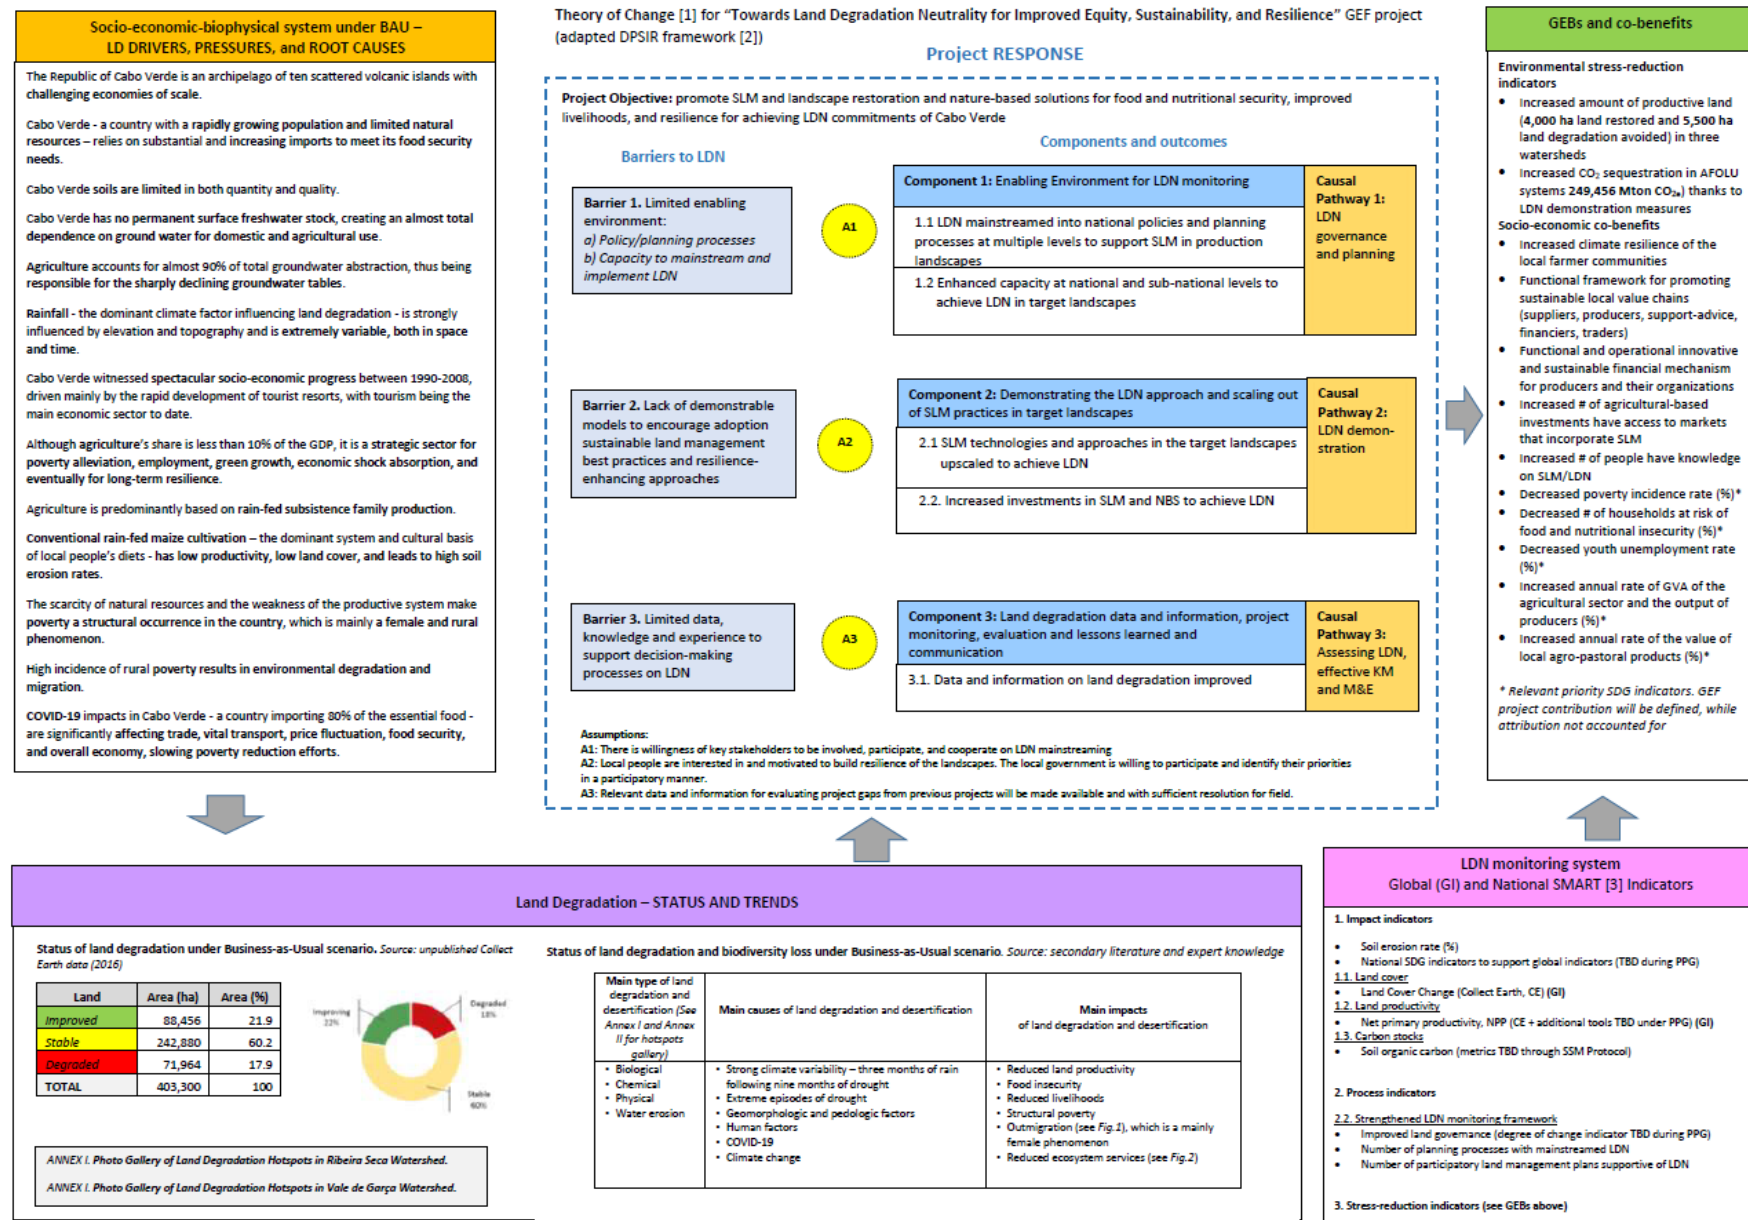 Socio-economic-biophysical system under BAU –
LD DRIVERS, PRESSURES, and ROOT CAUSES
The Republic of Cabo Verde is an archipelago of ten scattered volcanic islands with
challenging economies of scale.
Cabo Verde - a country with a rapidly growing population and limited natural
resources – relies on substantial and increasing imports to meet its food security
needs.
Cabo Verde soils are limited in both quantity and quality.
Cabo Verde has no permanent surface freshwater stock, creating an almost total
dependence on ground water for domestic and agricultural use.
Agriculture accounts for almost 90% of total groundwater abstraction, thus being
responsible for the sharply declining groundwater tables.
Rainfall - the dominant climate factor influencing land degradation - is strongly
influenced by elevation and topography and is extremely variable, both in space
and time.
Cabo Verde witnessed spectacular socio-economic progress between 1990-2008,
driven mainly by the rapid development of tourist resorts, with tourism being the
main economic sector to date.
Although agriculture's share is less than 10% of the GDP, it is a strategic sector for
poverty alleviation, employment, green growth, economic shock absorption, and
eventually for long-term resilience.
Agriculture is predominantly based on rain-fed subsistence family production.
Conventional rain-fed maize cultivation – the dominant system and cultural basis
of local people's diets - has low productivity, low land cover, and leads to high soil
erosion rates.
The scarcity of natural resources and the weakness of the productive system make
poverty a structural occurrence in the country, which is mainly a female and rural
phenomenon.
High incidence of rural poverty results in environmental degradation and
migration.
COVID-19 impacts in Cabo Verde - a country importing 80% of the essential food -
are significantly affecting trade, vital transport, price fluctuation, food security,
and overall economy, slowing poverty reduction efforts.
Theory of Change [1] for "Towards Land Degradation Neutrality for Improved Equity, Sustainability, and Resilience" GEF project
(adapted DPSIR framework [2])
Project RESPONSE
Project Objective: promote SLM and landscape restoration and nature-based solutions for food and nutritional security, improved
livelihoods, and resilience for achieving LDN commitments of Cabo Verde
Barriers to LDN
Components and outcomes
Barrier 1. Limited enabling
environment:
a) Policy/planning processes
b) Capacity to mainstream and
implement LDN
A1
Component 1: Enabling Environment for LDN monitoring
1.1 LDN mainstreamed into national policies and planning
processes at multiple levels to support SLM in production
landscapes
1.2 Enhanced capacity at national and sub-national levels to
achieve LDN in target landscapes
Causal
Pathway 1:
LDN
governance
and planning
Barrier 2. Lack of demonstrable
models to encourage adoption
sustainable land management
best practices and resilience-
enhancing approaches
A2
Component 2: Demonstrating the LDN approach and scaling out
of SLM practices in target landscapes
2.1 SLM technologies and approaches in the target landscapes
upscaled to achieve LDN
2.2. Increased investments in SLM and NBS to achieve LDN
Causal
Pathway 2:
LDN demon-
stration
Barrier 3. Limited data,
knowledge and experience to
support decision-making
processes on LDN
A3
Component 3: Land degradation data and information, project
monitoring, evaluation and lessons learned and
communication
3.1. Data and information on land degradation improved
Causal
Pathway 3:
Assessing LDN,
effective KM
and M&E
Assumptions:
A1: There is willingness of key stakeholders to be involved, participate, and cooperate on LDN mainstreaming
A2: Local people are interested in and motivated to build resilience of the landscapes. The local government is willing to participate and identify their priorities
in a participatory manner.
A3: Relevant data and information for evaluating project gaps from previous projects will be made available and with sufficient resolution for field.
GEBs and co-benefits
Environmental stress-reduction
indicators
• Increased amount of productive land
(4,000 ha land restored and 5,500 ha
land degradation avoided) in three
watersheds
• Increased CO₂ sequestration in AFOLU
systems 249,456 Mton CO₂ₑ) thanks to
LDN demonstration measures
Socio-economic co-benefits
• Increased climate resilience of the
local farmer communities
• Functional framework for promoting
sustainable local value chains
(suppliers, producers, support-advice,
financiers, traders)
• Functional and operational innovative
and sustainable financial mechanism
for producers and their organizations
• Increased # of agricultural-based
investments have access to markets
that incorporate SLM
• Increased # of people have knowledge
on SLM/LDN
• Decreased poverty incidence rate (%)*
• Decreased # of households at risk of
food and nutritional insecurity (%)*
• Decreased youth unemployment rate
(%)*
• Increased annual rate of GVA of the
agricultural sector and the output of
producers (%)*
• Increased annual rate of the value of
local agro-pastoral products (%)*
* Relevant priority SDG indicators. GEF
project contribution will be defined, while
attribution not accounted for
Land Degradation – STATUS AND TRENDS
Status of land degradation under Business-as-Usual scenario. Source: unpublished Collect
Earth data (2016)
Land Area (ha) Area (%)
Improved 88,456 21.9
Stable 242,880 60.2
Degraded 71,964 17.9
TOTAL 403,300 100
Improving
22%
Degraded
18%
Stable
60%
ANNEX I. Photo Gallery of Land Degradation Hotspots in Ribeira Seca Watershed.
ANNEX I. Photo Gallery of Land Degradation Hotspots in Vale de Garça Watershed.
Status of land degradation and biodiversity loss under Business-as-Usual scenario. Source: secondary literature and expert knowledge
Main type of land
degradation and
desertification (See
Annex I and Annex
II for hotspots
gallery)
Main causes of land degradation and desertification
Main impacts
of land degradation and desertification
• Biological
• Chemical
• Physical
• Water erosion
• Strong climate variability – three months of rain
following nine months of drought
• Extreme episodes of drought
• Geomorphologic and pedologic factors
• Human factors
• COVID-19
• Climate change
• Reduced land productivity
• Food insecurity
• Reduced livelihoods
• Structural poverty
• Outmigration (see Fig.1), which is a mainly
female phenomenon
• Reduced ecosystem services (see Fig.2)
LDN monitoring system
Global (GI) and National SMART [3] Indicators
1. Impact indicators
• Soil erosion rate (%)
• National SDG indicators to support global indicators (TBD during PPG)
1.1. Land cover
• Land Cover Change (Collect Earth, CE) (GI)
1.2. Land productivity
• Net primary productivity, NPP (CE + additional tools TBD under PPG) (GI)
1.3. Carbon stocks
• Soil organic carbon (metrics TBD through SSM Protocol)
2. Process indicators
2.2. Strengthened LDN monitoring framework
• Improved land governance (degree of change indicator TBD during PPG)
• Number of planning processes with mainstreamed LDN
• Number of participatory land management plans supportive of LDN
3. Stress-reduction indicators (see GEBs above)